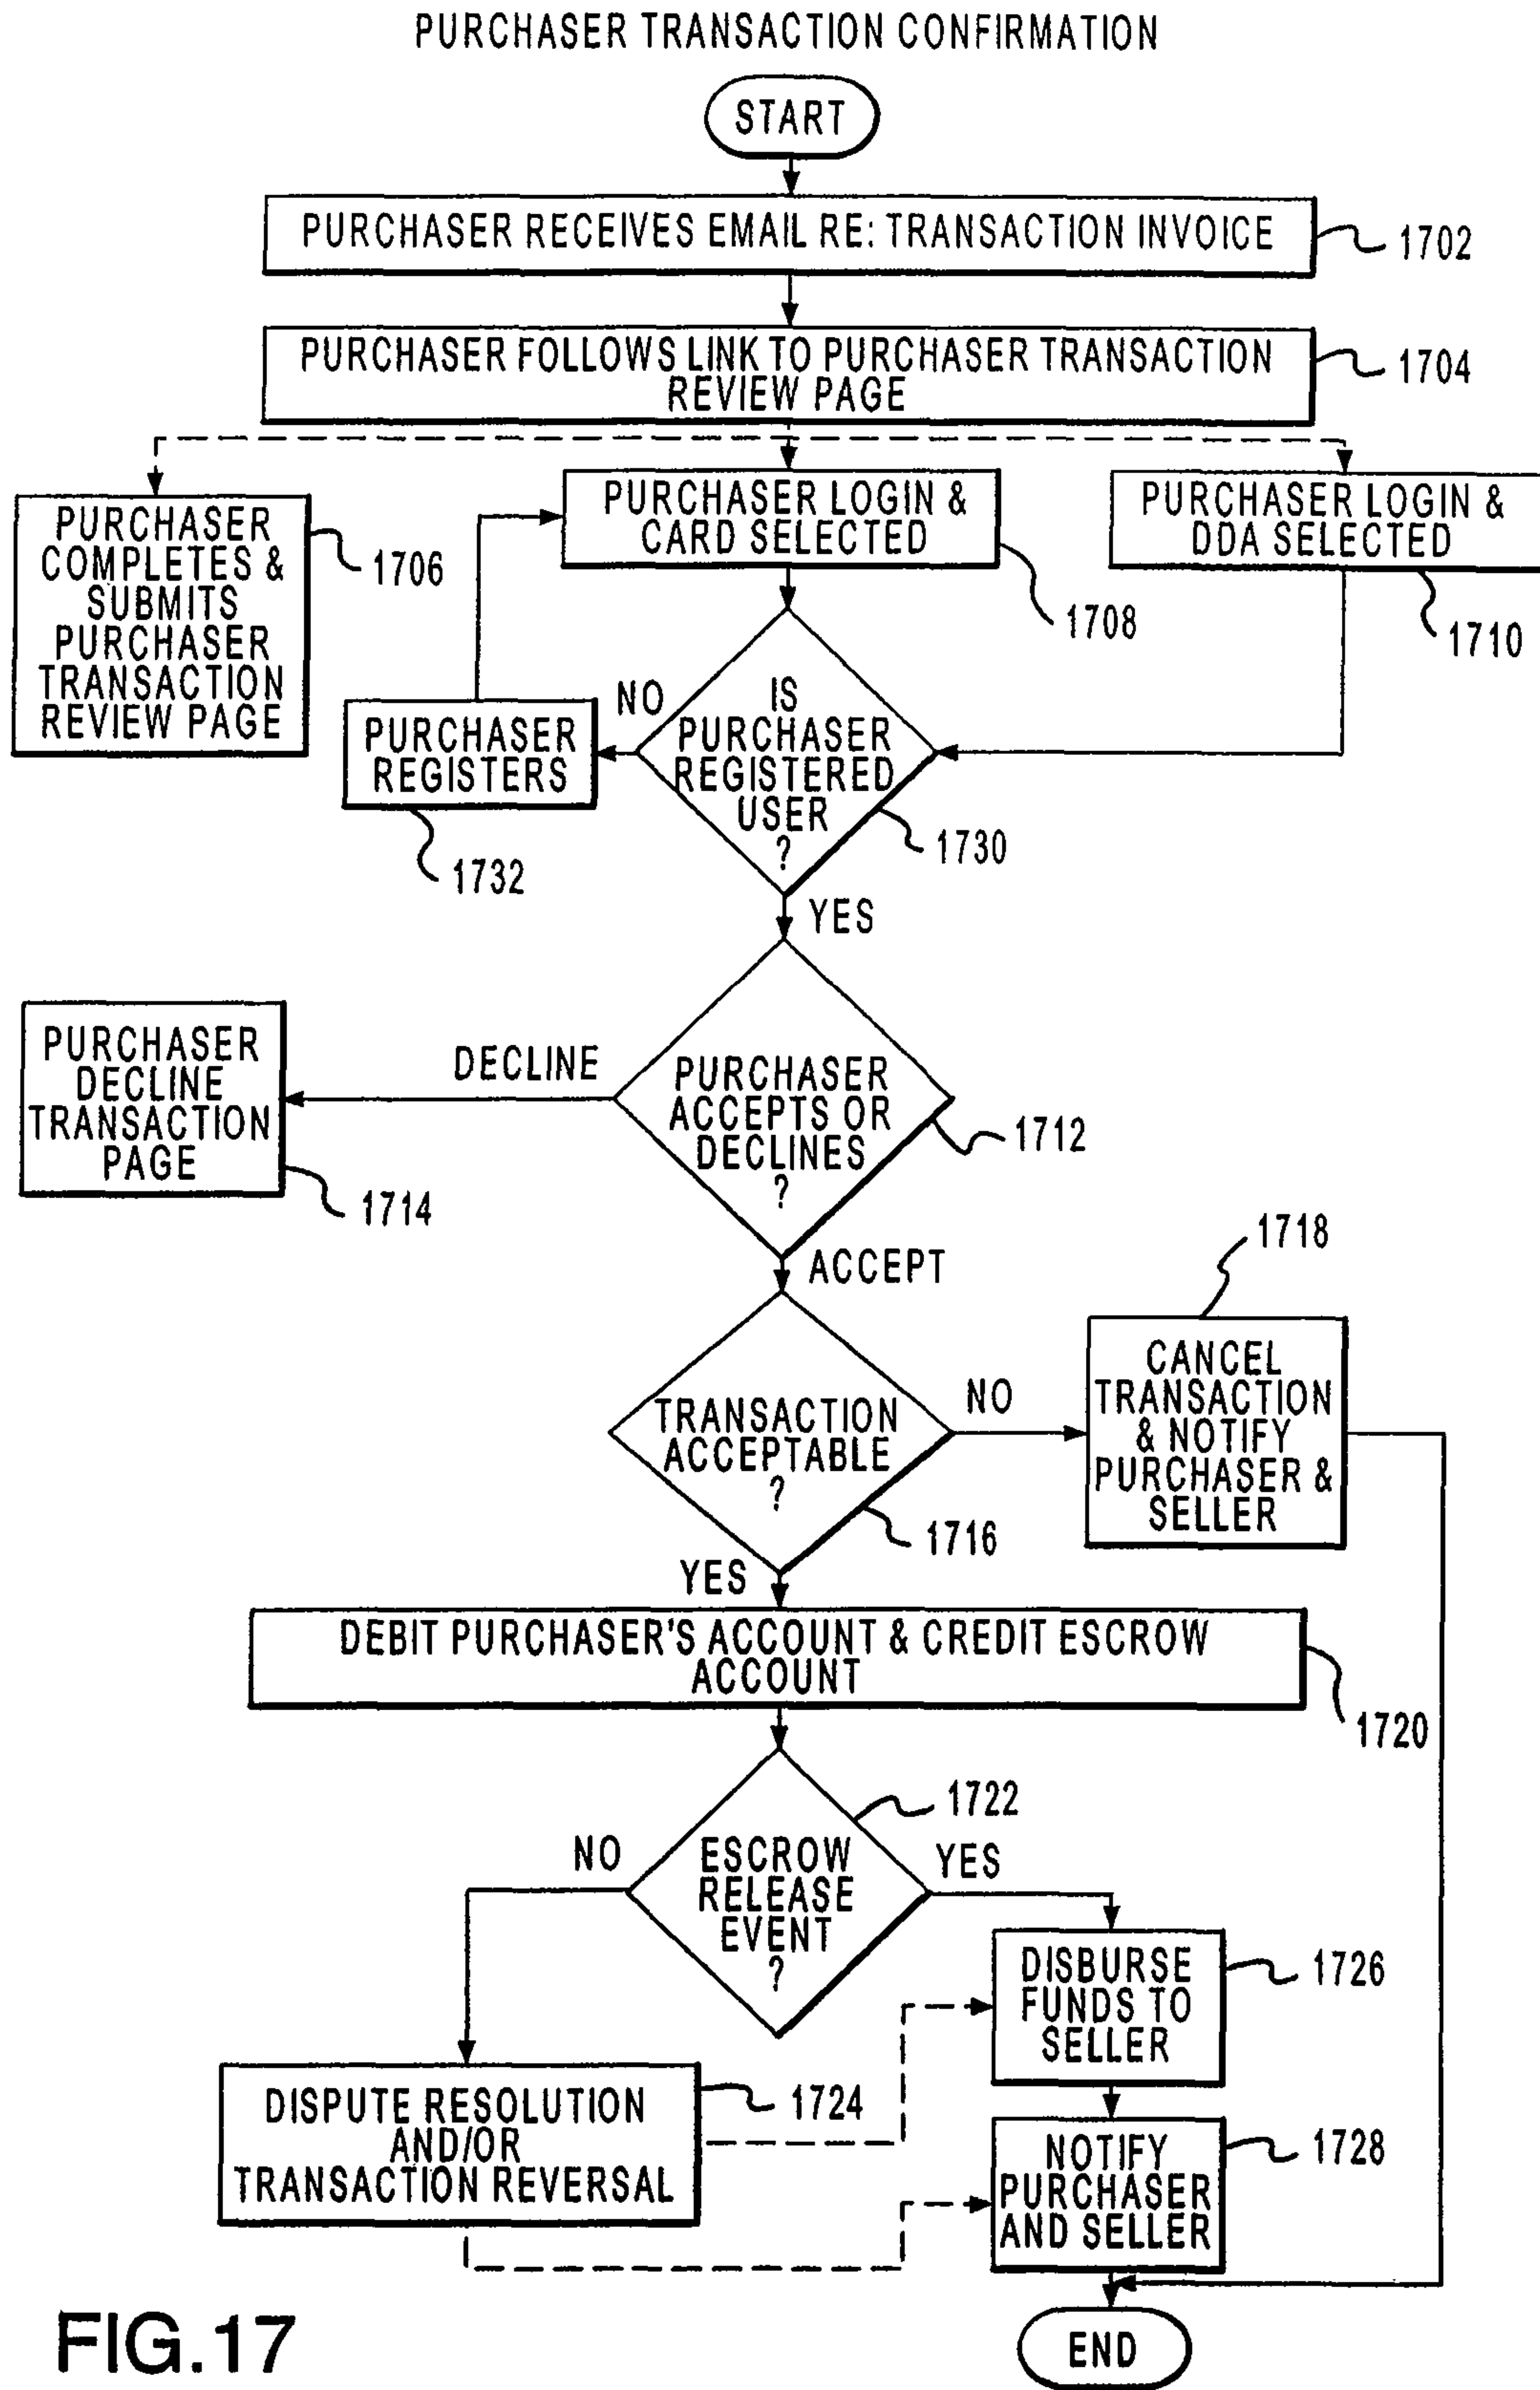 PURCHASER TRANSACTION CONFIRMATION
START
PURCHASER RECEIVES EMAIL RE: TRANSACTION INVOICE
1702
PURCHASER FOLLOWS LINK TO PURCHASER TRANSACTION
REVIEW PAGE
1704
PURCHASER
COMPLETES &
SUBMITS
PURCHASER
TRANSACTION
REVIEW PAGE
1706
PURCHASER LOGIN &
CARD SELECTED
1708
PURCHASER LOGIN &
DDA SELECTED
1710
IS
PURCHASER
REGISTERED
USER
?
1730
NO
PURCHASER
REGISTERS
1732
YES
PURCHASER
ACCEPTS OR
DECLINES
?
1712
DECLINE
PURCHASER
DECLINE
TRANSACTION
PAGE
1714
ACCEPT
TRANSACTION
ACCEPTABLE
?
1716
NO
1718
CANCEL
TRANSACTION
& NOTIFY
PURCHASER &
SELLER
YES
DEBIT PURCHASER'S ACCOUNT & CREDIT ESCROW
ACCOUNT
1720
ESCROW
RELEASE
EVENT
?
1722
NO
YES
DISBURSE
FUNDS TO
SELLER
1726
DISPUTE RESOLUTION
AND/OR
TRANSACTION REVERSAL
1724
NOTIFY
PURCHASER
AND SELLER
1728
END
FIG.17